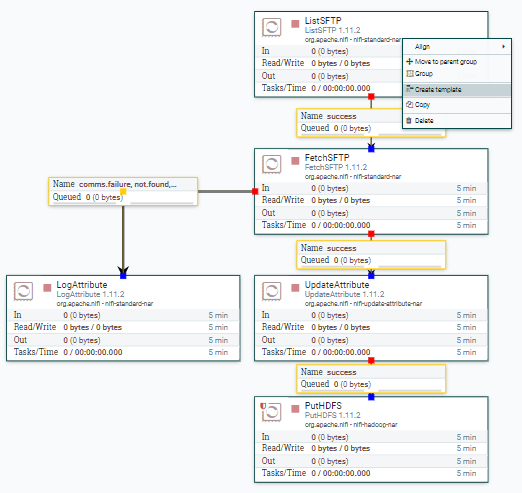 ListSFTP
ListSFTP 1.11.2
org.apache.nifi - nifi-standard-nar
In 0 (0 bytes)
Read/Write 0 bytes / 0 bytes
Out 0 (0 bytes)
Tasks/Time 0 / 00:00:00.000
Align
Move to parent group
Group
Create template
Copy
Delete
Name success
Queued 0 (0 bytes)
FetchSFTP
FetchSFTP 1.11.2
org.apache.nifi - nifi-standard-nar
In 0 (0 bytes) 5 min
Read/Write 0 bytes / 0 bytes 5 min
Out 0 (0 bytes) 5 min
Tasks/Time 0 / 00:00:00.000 5 min
Name comms.failure, not.found,...
Queued 0 (0 bytes)
Name success
Queued 0 (0 bytes)
LogAttribute
LogAttribute 1.11.2
org.apache.nifi - nifi-standard-nar
In 0 (0 bytes) 5 min
Read/Write 0 bytes / 0 bytes 5 min
Out 0 (0 bytes) 5 min
Tasks/Time 0 / 00:00:00.000 5 min
UpdateAttribute
UpdateAttribute 1.11.2
org.apache.nifi - nifi-update-attribute-nar
In 0 (0 bytes) 5 min
Read/Write 0 bytes / 0 bytes 5 min
Out 0 (0 bytes) 5 min
Tasks/Time 0 / 00:00:00.000 5 min
Name success
Queued 0 (0 bytes)
PutHDFS
PutHDFS 1.11.2
org.apache.nifi - nifi-hadoop-nar
In 0 (0 bytes) 5 min
Read/Write 0 bytes / 0 bytes 5 min
Out 0 (0 bytes) 5 min
Tasks/Time 0 / 00:00:00.000 5 min